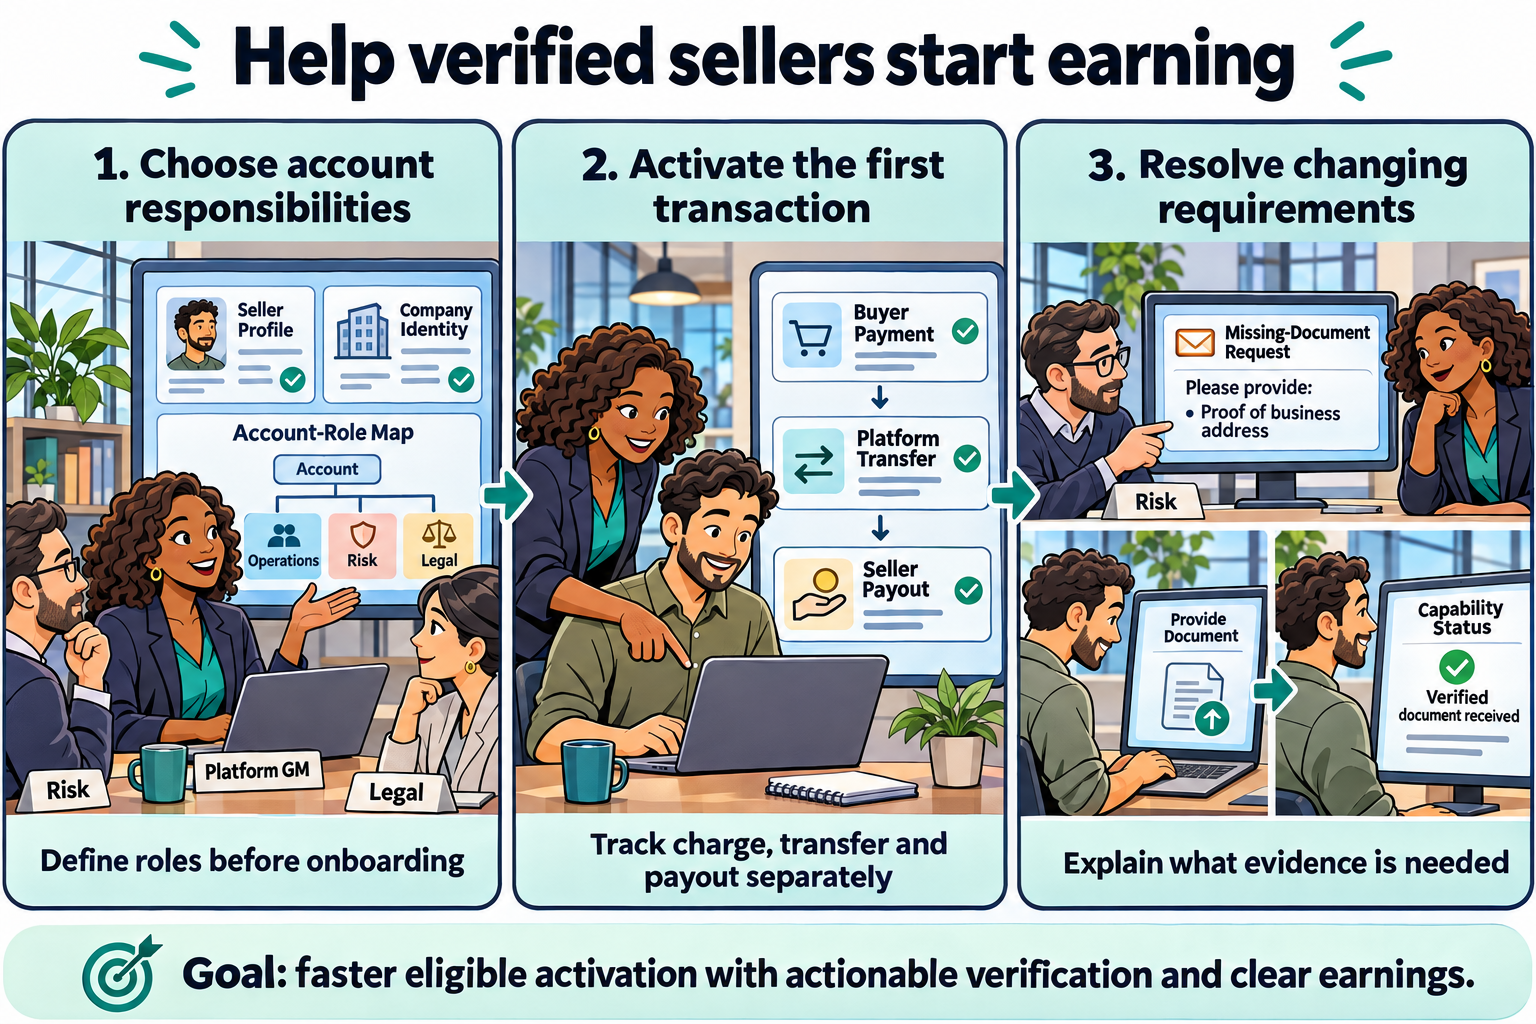 Help verified sellers start earning
1. Choose account
responsibilities
Seller
Profile
Company
Identity
Account-Role Map
Account
Operations
Risk
Legal
Risk
Platform GM
Legal
Define roles before onboarding
2. Activate the first
transaction
Buyer
Payment
Platform
Transfer
Seller
Payout
Track charge, transfer and
payout separately
3. Resolve changing
requirements
Missing-Document
Request
Please provide:
• Proof of business
address
Risk
Provide
Document
Capability
Status
Verified
document received
Explain what evidence is needed
Goal: faster eligible activation with actionable verification and clear earnings.